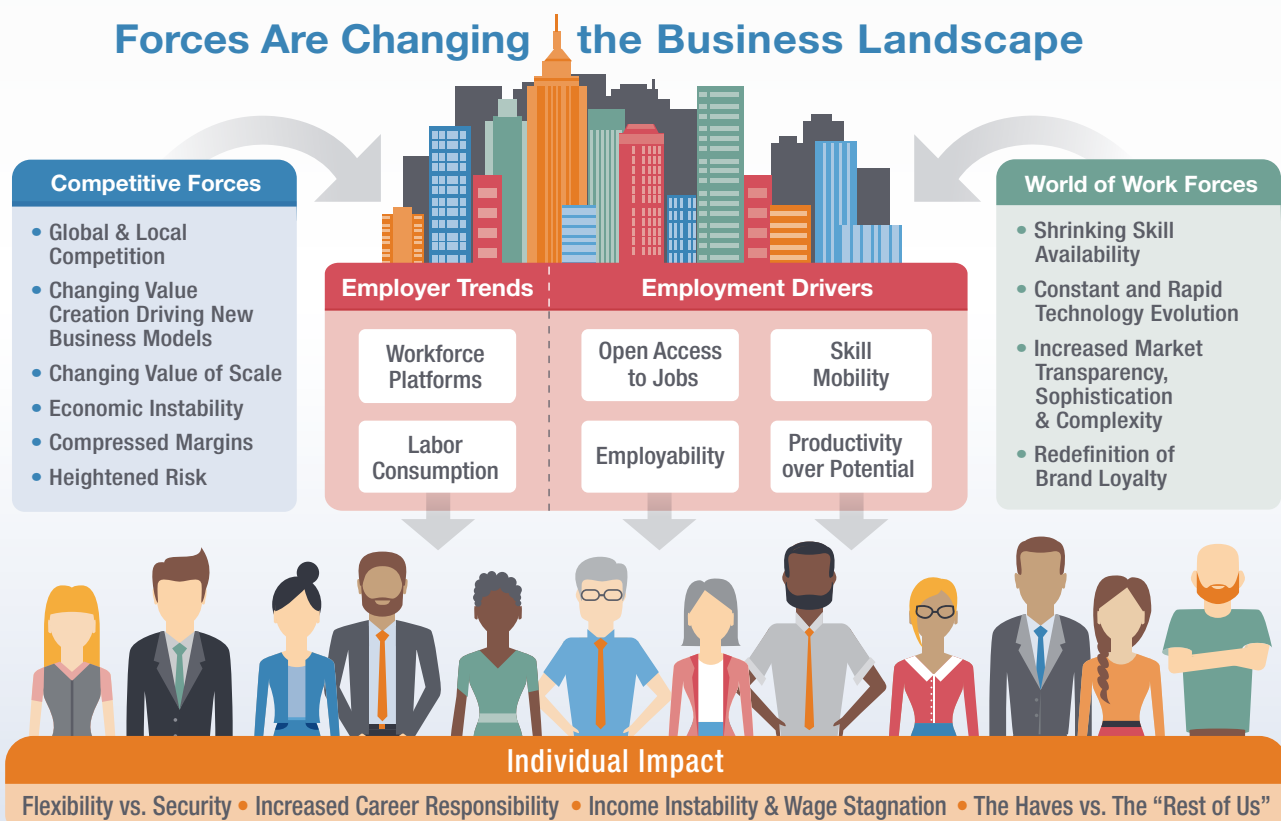 Forces Are Changing the Business Landscape
Competitive Forces
• Global & Local
Competition
• Changing Value
Creation Driving New
Business Models
• Changing Value of Scale
• Economic Instability
• Compressed Margins
• Heightened Risk
Employer Trends
Workforce
Platforms
Labor
Consumption
Employment Drivers
Open Access
to Jobs
Skill
Mobility
Employability
Productivity
over Potential
World of Work Forces
• Shrinking Skill
Availability
• Constant and Rapid
Technology Evolution
• Increased Market
Transparency,
Sophistication
& Complexity
• Redefinition of
Brand Loyalty
Individual Impact
Flexibility vs. Security • Increased Career Responsibility • Income Instability & Wage Stagnation • The Haves vs. The “Rest of Us”